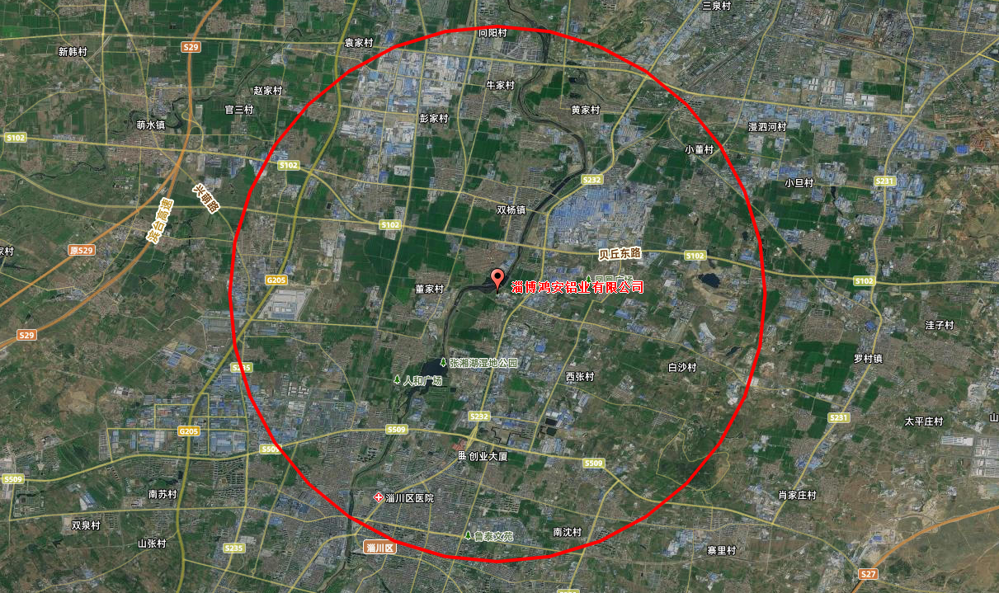 三泉村
向阳村
袁家村
S29
新韩村
牛家村
赵家村
官三村
黄家村
彭家村
萌水镇
漫泗河村
S102
小董村
S102
S232
S231
小旦村
兴萌路
双杨镇
滨台高速
S102
原S29
贝丘东路
S102
家村
G205
S102
董家村
淄博鸿安铝业有限公司
洼子村
S29
罗村镇
张湘湖湿地公园
S235
白沙村
西张村
人和广场
S232
S231
太平庄村
山
S509
G205
S509
创业大厦
S509
S509
南苏村
淄川区医院
肖家庄村
双泉村
南沈村
鲁泰文苑
山张村
S235
淄川区
寨里村
S27